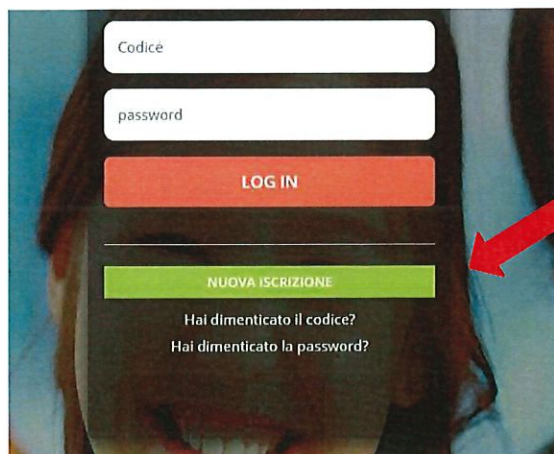 Codice
password
LOG IN
NUOVA ISCRIZIONE
Hai dimenticato il codice?
Hai dimenticato la password?